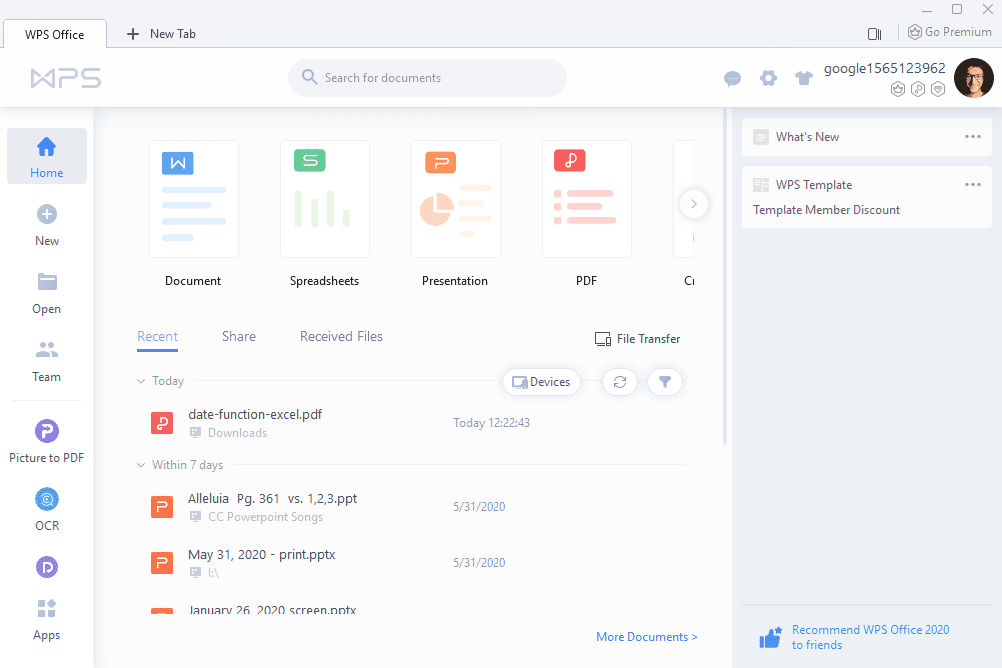 WPS Office
New Tab
Go Premium
WPS
Search for documents
google1565123962
Home
New
Open
Team
Picture to PDF
OCR
Apps
Document
Spreadsheets
Presentation
PDF
Cr
Recent
Share
Received Files
File Transfer
Today
Devices
date-function-excel.pdf
Today 12:22:43
Downloads
Within 7 days
Alleluia Pg. 361 vs. 1,2,3.ppt
5/31/2020
CC Powerpoint Songs
May 31, 2020 - print.pptx
5/31/2020
I:\
January 26, 2020 screen.pptx
More Documents >
What's New
WPS Template
Template Member Discount
Recommend WPS Office 2020
to friends